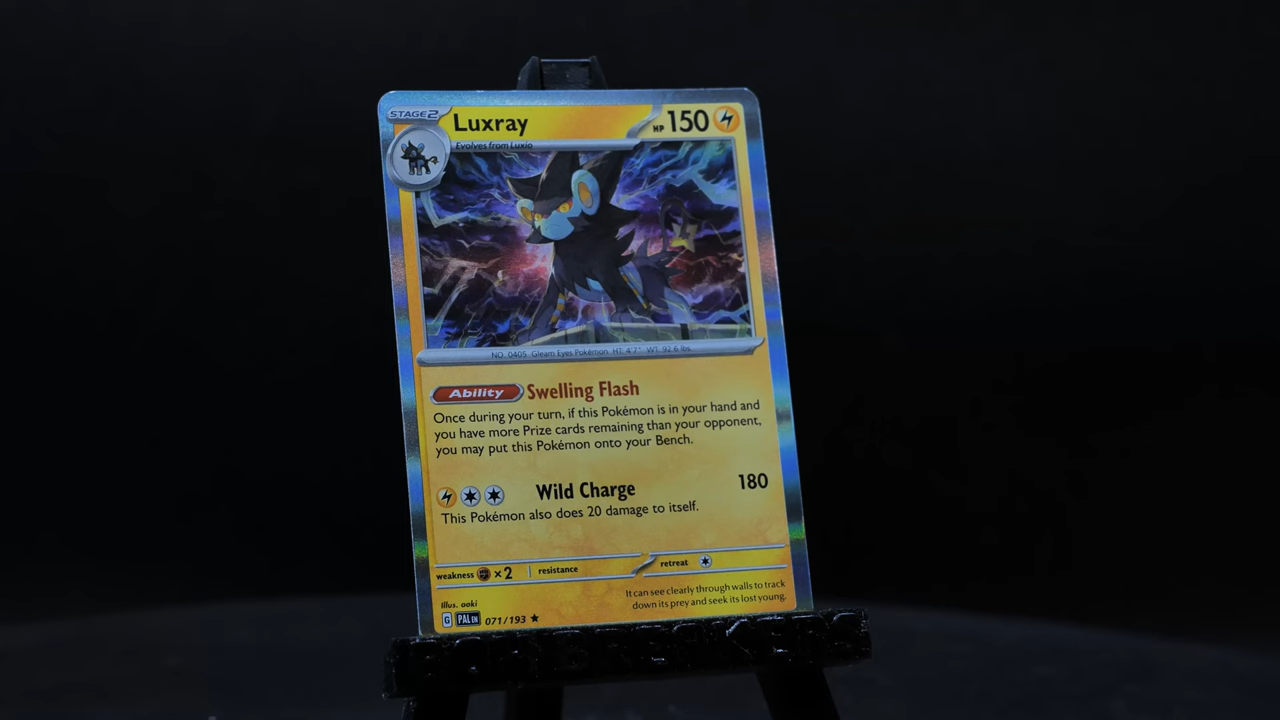 STAGE2
Luxray
HP 150
Evolves from Luxio
NO. 0405 Gleam Eyes Pokémon HT: 4'7" WT: 92.6 lbs
Ability Swelling Flash
Once during your turn, if this Pokémon is in your hand and
you have more Prize cards remaining than your opponent,
you may put this Pokémon onto your Bench.
Wild Charge 180
This Pokémon also does 20 damage to itself.
weakness ×2 resistance retreat
It can see clearly through walls to track
down its prey and seek its lost young.
Illus. aoki
G PAL EN 071/193